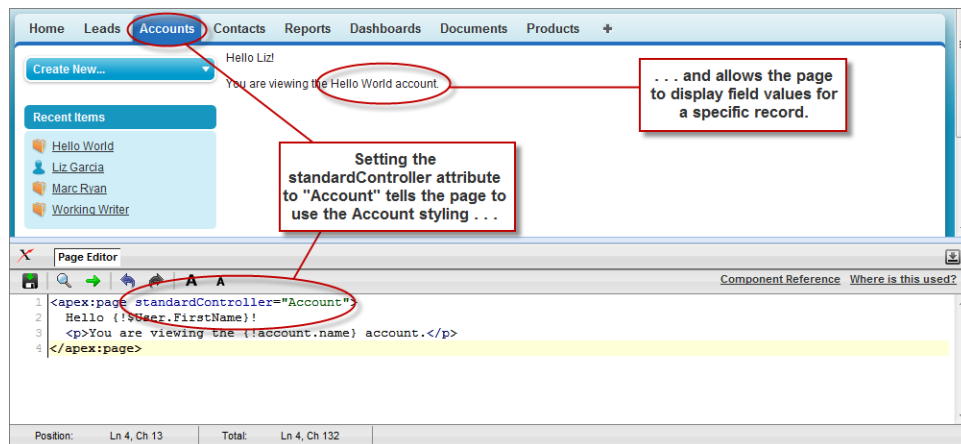 Home Leads Accounts Contacts Reports Dashboards Documents Products +
Create New...
Hello Liz!
You are viewing the Hello World account.
. . . and allows the page
to display field values for
a specific record.
Recent Items
Hello World
Liz Garcia
Marc Ryan
Working Writer
Setting the
standardController attribute
to "Account" tells the page to
use the Account styling . . .
Page Editor
A A Component Reference Where is this used?
1 <apex:page standardController="Account">
2 Hello {!$User.FirstName}!
3 <p>You are viewing the {!account.name} account.</p>
4 </apex:page>
Position: Ln 4, Ch 13 Total: Ln 4, Ch 132